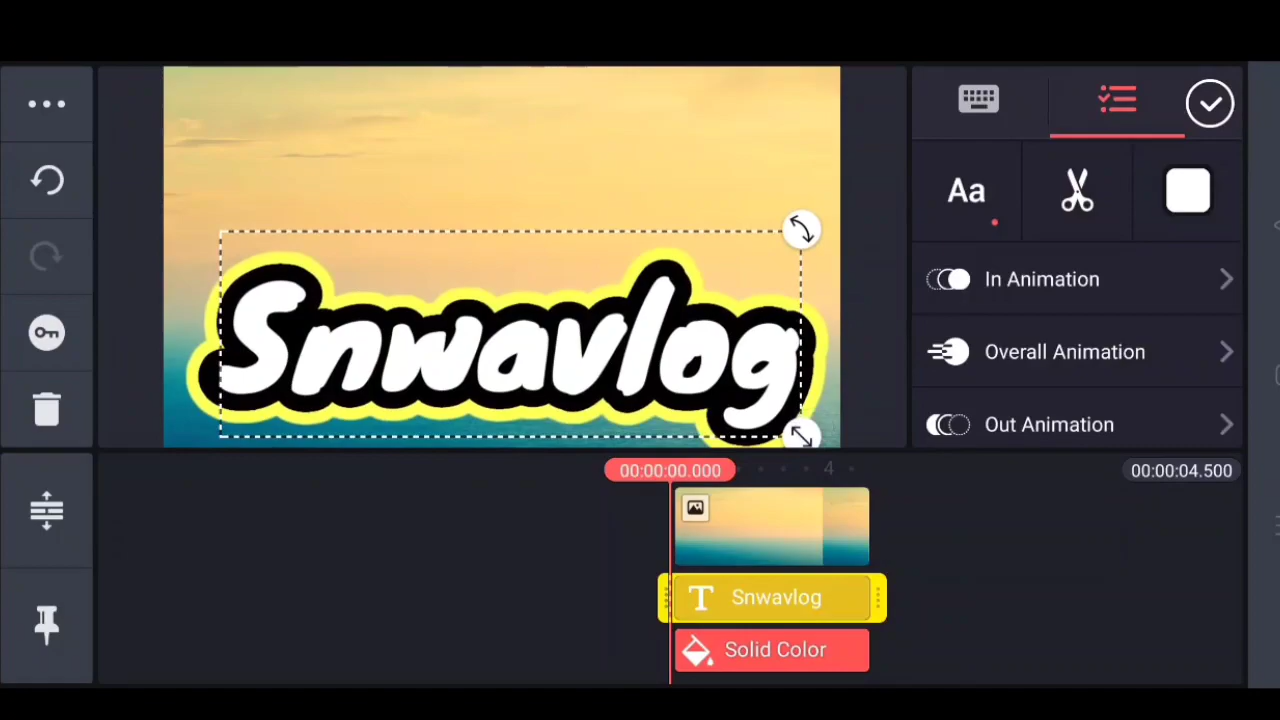 Snwavlog
Aa
In Animation
Overall Animation
Out Animation
00:00:00.000
4
00:00:04.500
T Snwavlog
Solid Color